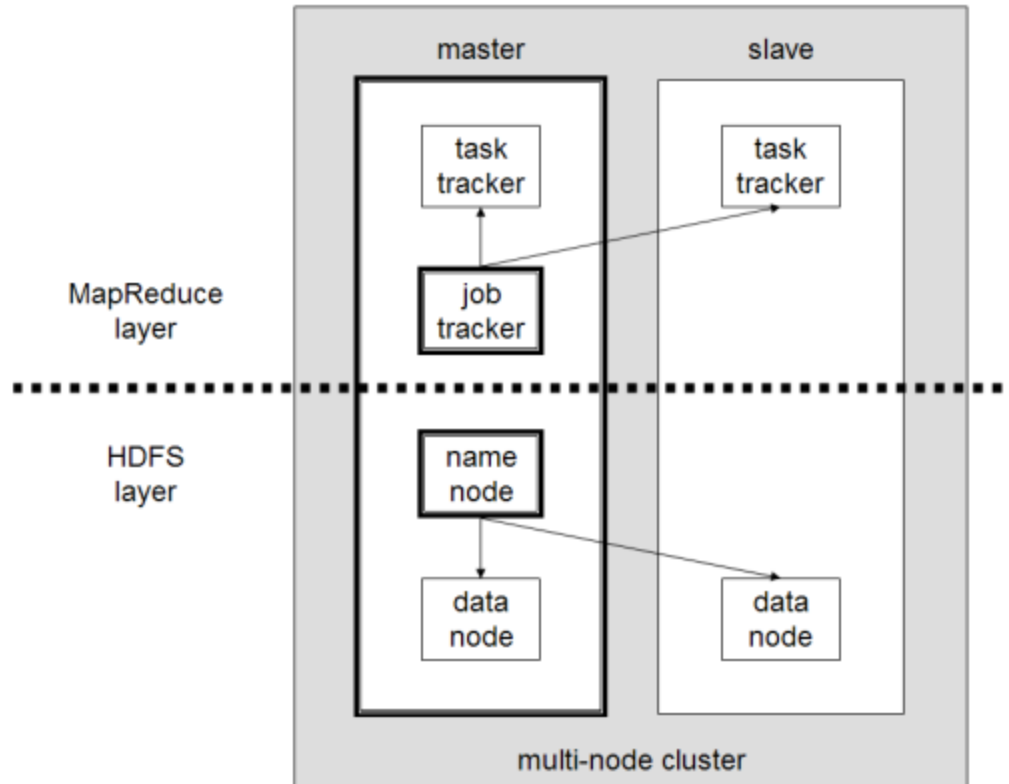 master
slave
task
tracker
task
tracker
MapReduce
layer
job
tracker
HDFS
layer
name
node
data
node
data
node
multi-node cluster